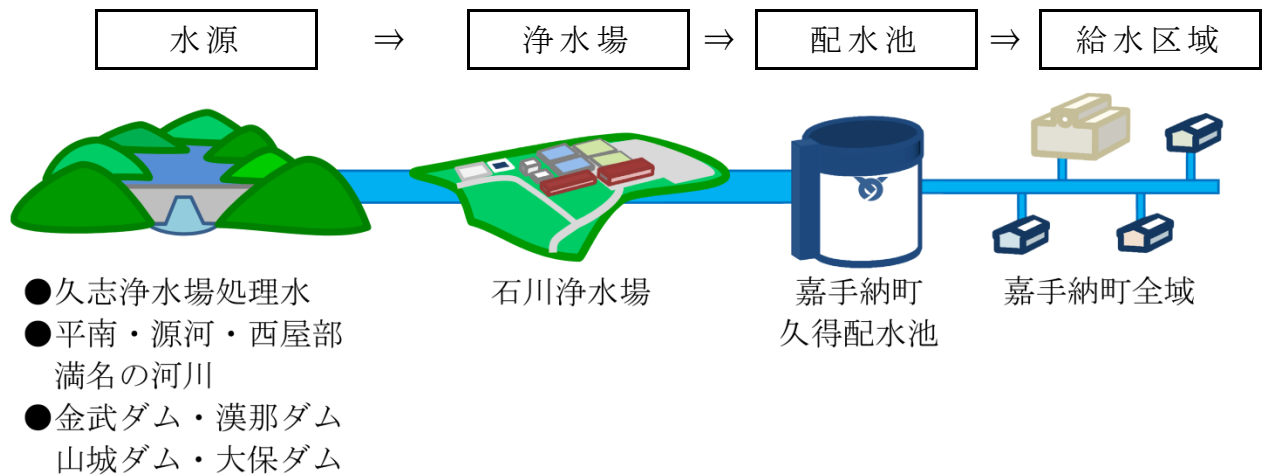 水源 ⇒ 浄水場 ⇒ 配水池 ⇒ 給水区域
●久志浄水場処理水
●平南・源河・西屋部
満名の河川
●金武ダム・漢那ダム
山城ダム・大保ダム
石川浄水場
嘉手納町
久得配水池
嘉手納町全域